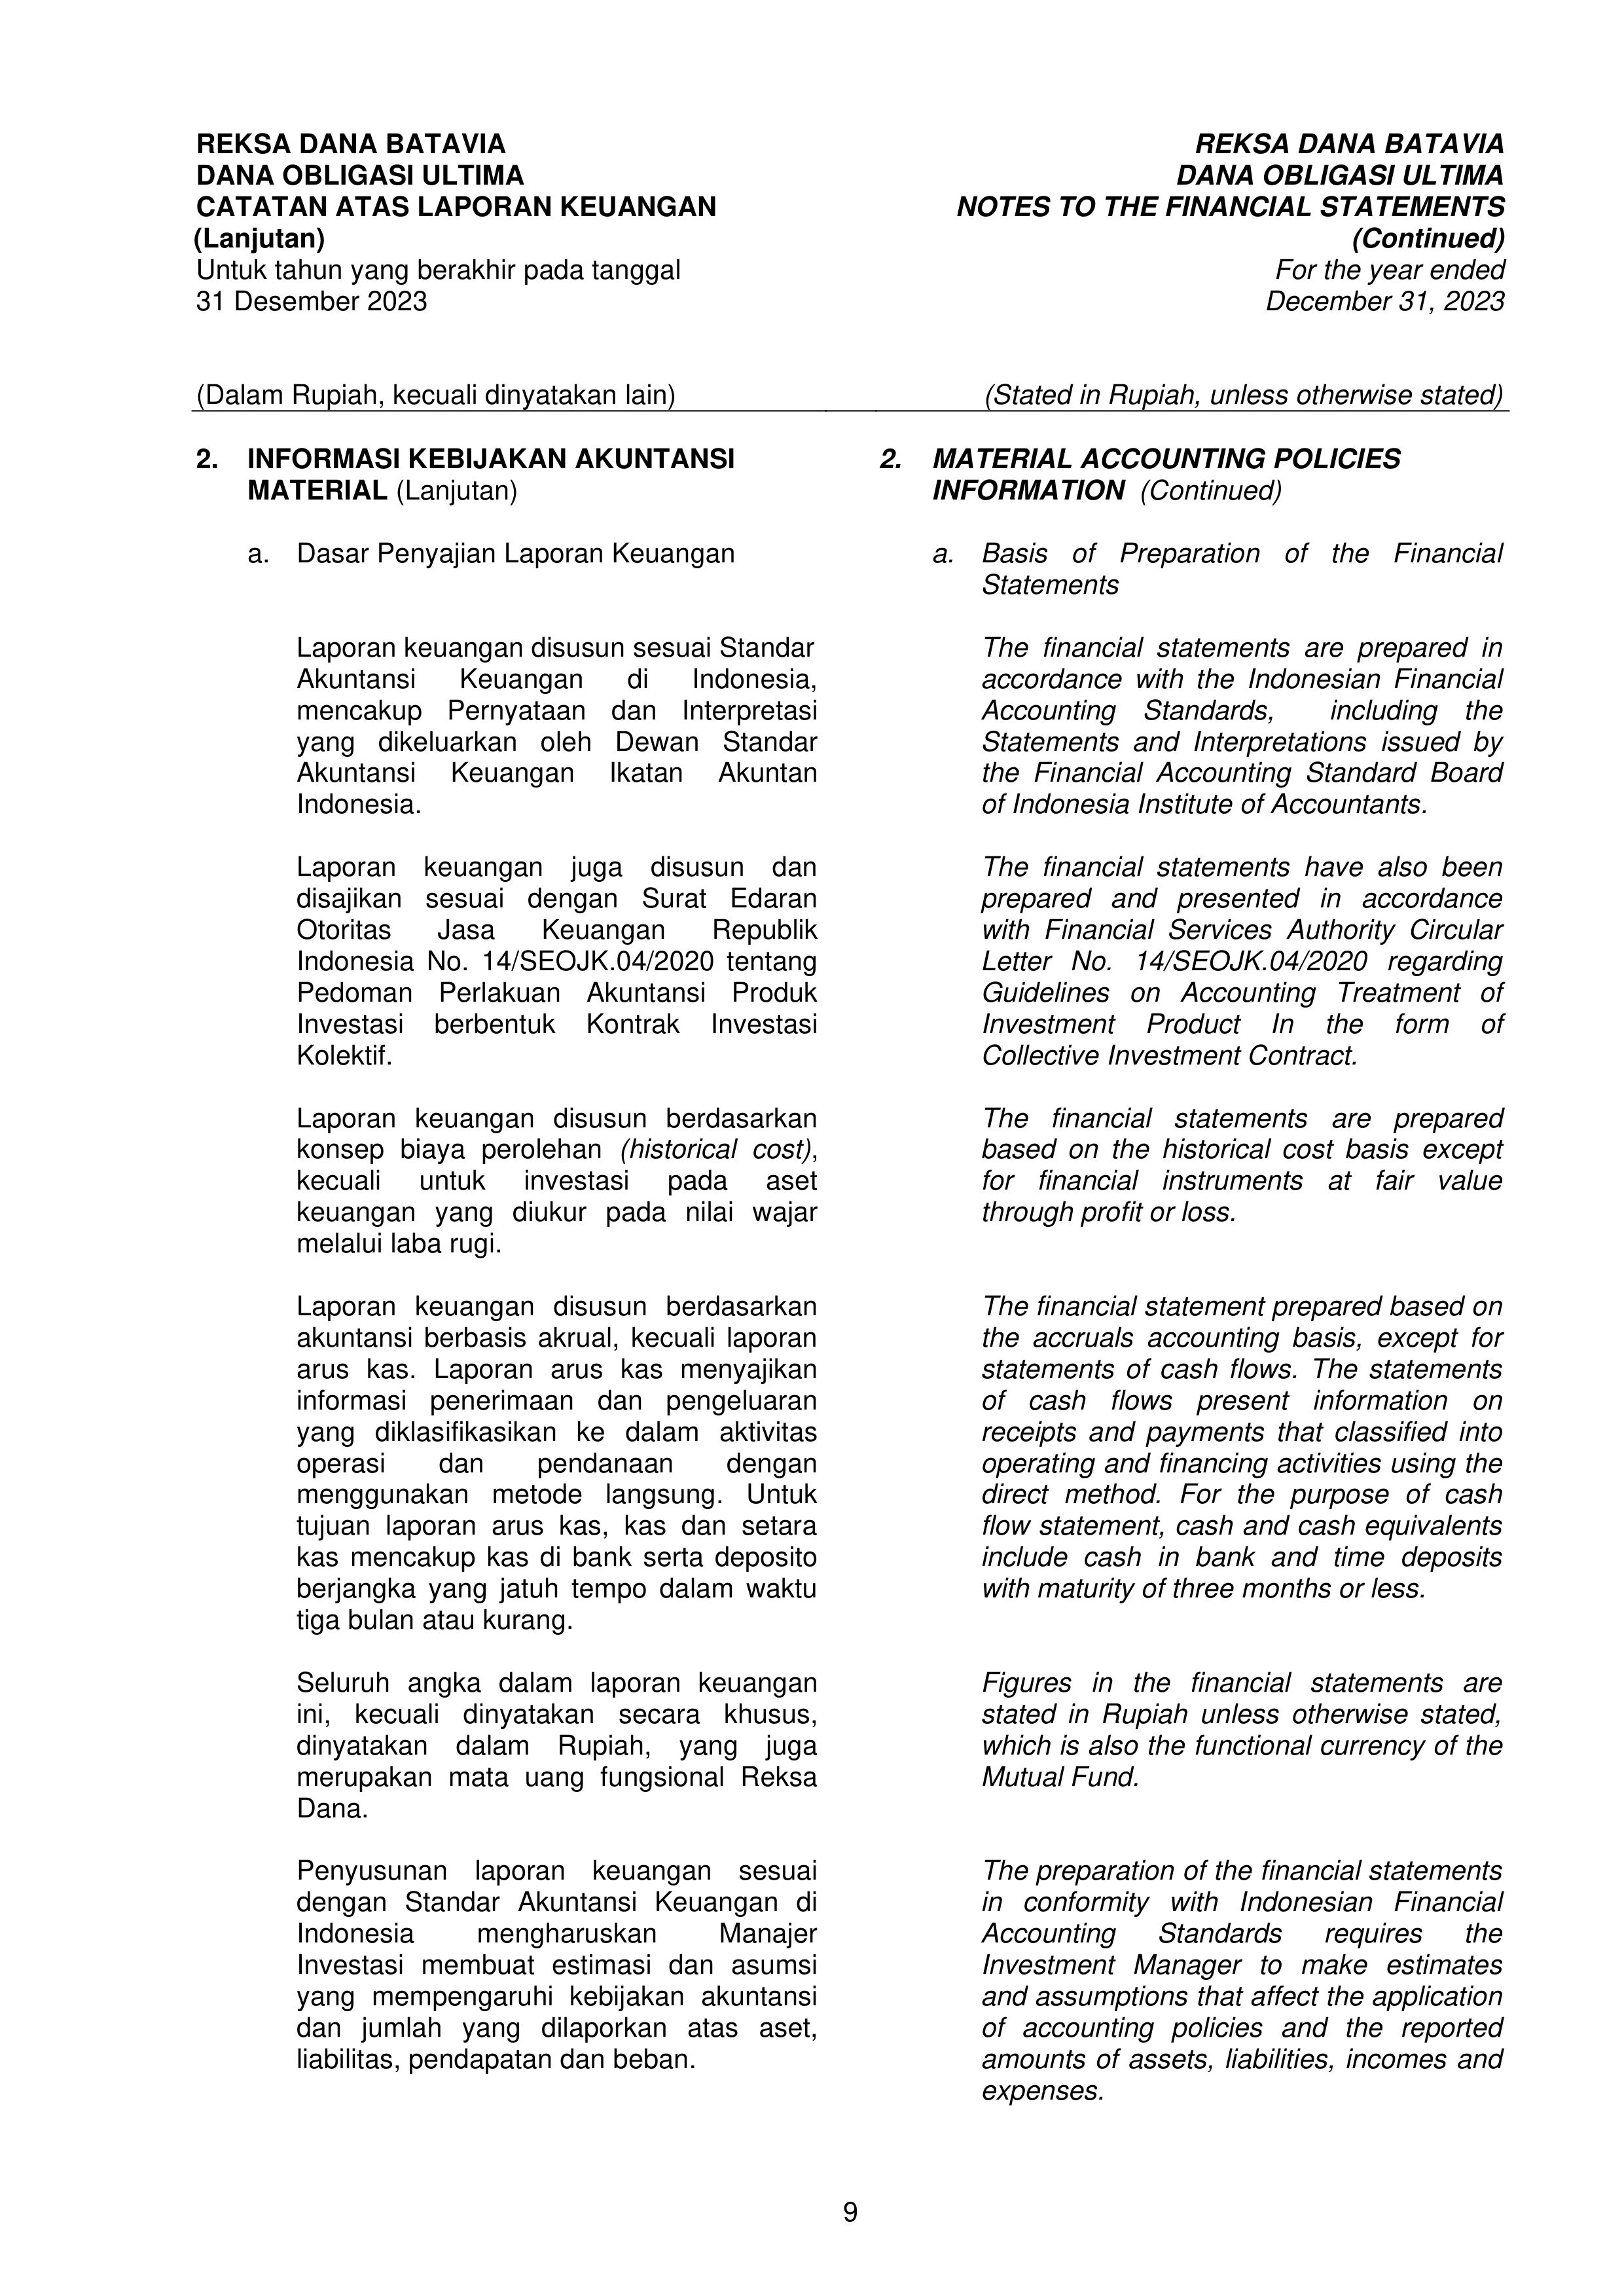 REKSA DANA BATAVIA
DANA OBLIGASI ULTIMA
CATATAN ATAS LAPORAN KEUANGAN
(Lanjutan)
Untuk tahun yang berakhir pada tanggal
31 Desember 2023
REKSA DANA BATAVIA
DANA OBLIGASI ULTIMA
NOTES TO THE FINANCIAL STATEMENTS
(Continued)
For the year ended
December 31, 2023
(Dalam Rupiah, kecuali dinyatakan lain)
(Stated in Rupiah, unless otherwise stated)
2. INFORMASI KEBIJAKAN AKUNTANSI
MATERIAL (Lanjutan)
a. Dasar Penyajian Laporan Keuangan
Laporan keuangan disusun sesuai Standar
Akuntansi Keuangan di Indonesia,
mencakup Pernyataan dan Interpretasi
yang dikeluarkan oleh Dewan Standar
Akuntansi Keuangan Ikatan Akuntan
Indonesia.
Laporan keuangan juga disusun dan
disajikan sesuai dengan Surat Edaran
Otoritas Jasa Keuangan Republik
Indonesia No. 14/SEOJK.04/2020 tentang
Pedoman Perlakuan Akuntansi Produk
Investasi berbentuk Kontrak Investasi
Kolektif.
Laporan keuangan disusun berdasarkan
konsep biaya perolehan (historical cost),
kecuali untuk investasi pada aset
keuangan yang diukur pada nilai wajar
melalui laba rugi.
Laporan keuangan disusun berdasarkan
akuntansi berbasis akrual, kecuali laporan
arus kas. Laporan arus kas menyajikan
informasi penerimaan dan pengeluaran
yang diklasifikasikan ke dalam aktivitas
operasi dan pendanaan dengan
menggunakan metode langsung. Untuk
tujuan laporan arus kas, kas dan setara
kas mencakup kas di bank serta deposito
berjangka yang jatuh tempo dalam waktu
tiga bulan atau kurang.
Seluruh angka dalam laporan keuangan
ini, kecuali dinyatakan secara khusus,
dinyatakan dalam Rupiah, yang juga
merupakan mata uang fungsional Reksa
Dana.
Penyusunan laporan keuangan sesuai
dengan Standar Akuntansi Keuangan di
Indonesia mengharuskan Manajer
Investasi membuat estimasi dan asumsi
yang mempengaruhi kebijakan akuntansi
dan jumlah yang dilaporkan atas aset,
liabilitas, pendapatan dan beban.
2. MATERIAL ACCOUNTING POLICIES
INFORMATION (Continued)
a. Basis of Preparation of the Financial
Statements
The financial statements are prepared in
accordance with the Indonesian Financial
Accounting Standards, including the
Statements and Interpretations issued by
the Financial Accounting Standard Board
of Indonesia Institute of Accountants.
The financial statements have also been
prepared and presented in accordance
with Financial Services Authority Circular
Letter No. 14/SEOJK.04/2020 regarding
Guidelines on Accounting Treatment of
Investment Product In the form of
Collective Investment Contract.
The financial statements are prepared
based on the historical cost basis except
for financial instruments at fair value
through profit or loss.
The financial statement prepared based on
the accruals accounting basis, except for
statements of cash flows. The statements
of cash flows present information on
receipts and payments that classified into
operating and financing activities using the
direct method. For the purpose of cash
flow statement, cash and cash equivalents
include cash in bank and time deposits
with maturity of three months or less.
Figures in the financial statements are
stated in Rupiah unless otherwise stated,
which is also the functional currency of the
Mutual Fund.
The preparation of the financial statements
in conformity with Indonesian Financial
Accounting Standards requires the
Investment Manager to make estimates
and assumptions that affect the application
of accounting policies and the reported
amounts of assets, liabilities, incomes and
expenses.
9